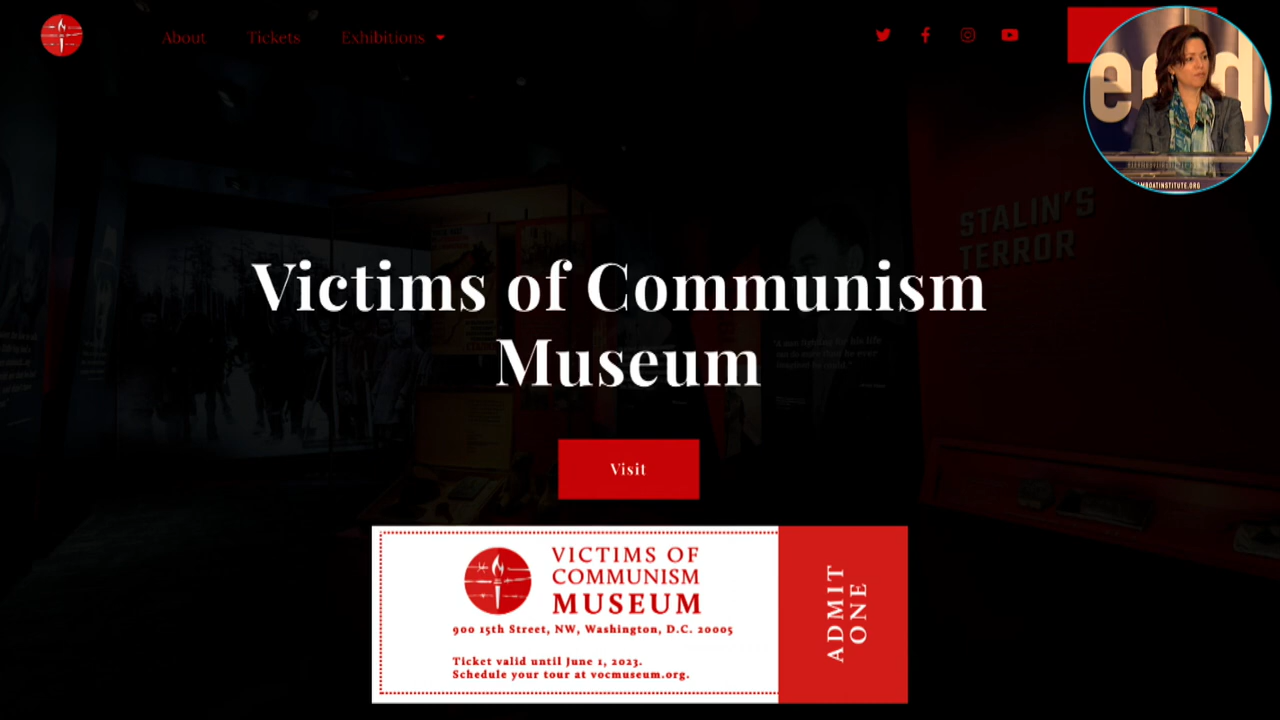 About Tickets Exhibitions
STALIN'S
TERROR
Victims of Communism
Museum
Visit
VICTIMS OF
COMMUNISM
MUSEUM
900 15th Street, NW, Washington, D.C. 20005
Ticket valid until June 1, 2023.
Schedule your tour at vocmuseum.org.
ADMIT
ONE